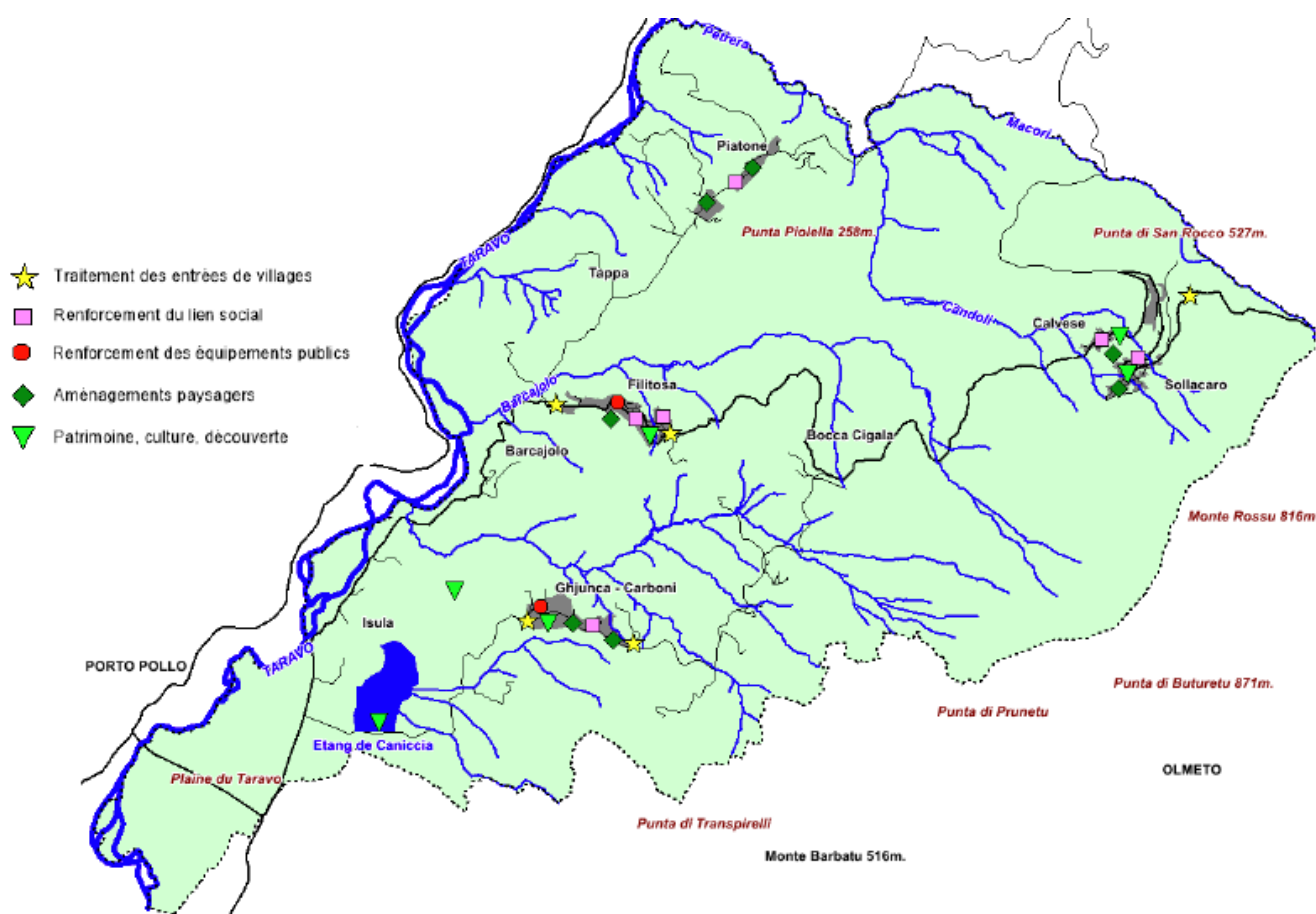 Petrera
Macori
Piatone
Punta Piolella 258m.
Punta di San Rocco 527m.
TARAVO
Traitement des entrées de villages
Tappa
Renforcement du lien social
Candoli
Calvese
Renforcement des équipements publics
Aménagements paysagers
Barcajolo
Filitosa
Sollacaro
Patrimoine, culture, découverte
Barcajolo
Bocca Cigala
Monte Rossu 816m
Ghjunca - Carboni
Isula
TARAVO
PORTO POLLO
Punta di Buturetu 871m.
Punta di Prunetu
Etang de Caniccia
OLMETO
Plaine du Taravo
Punta di Transpirelli
Monte Barbatu 516m.